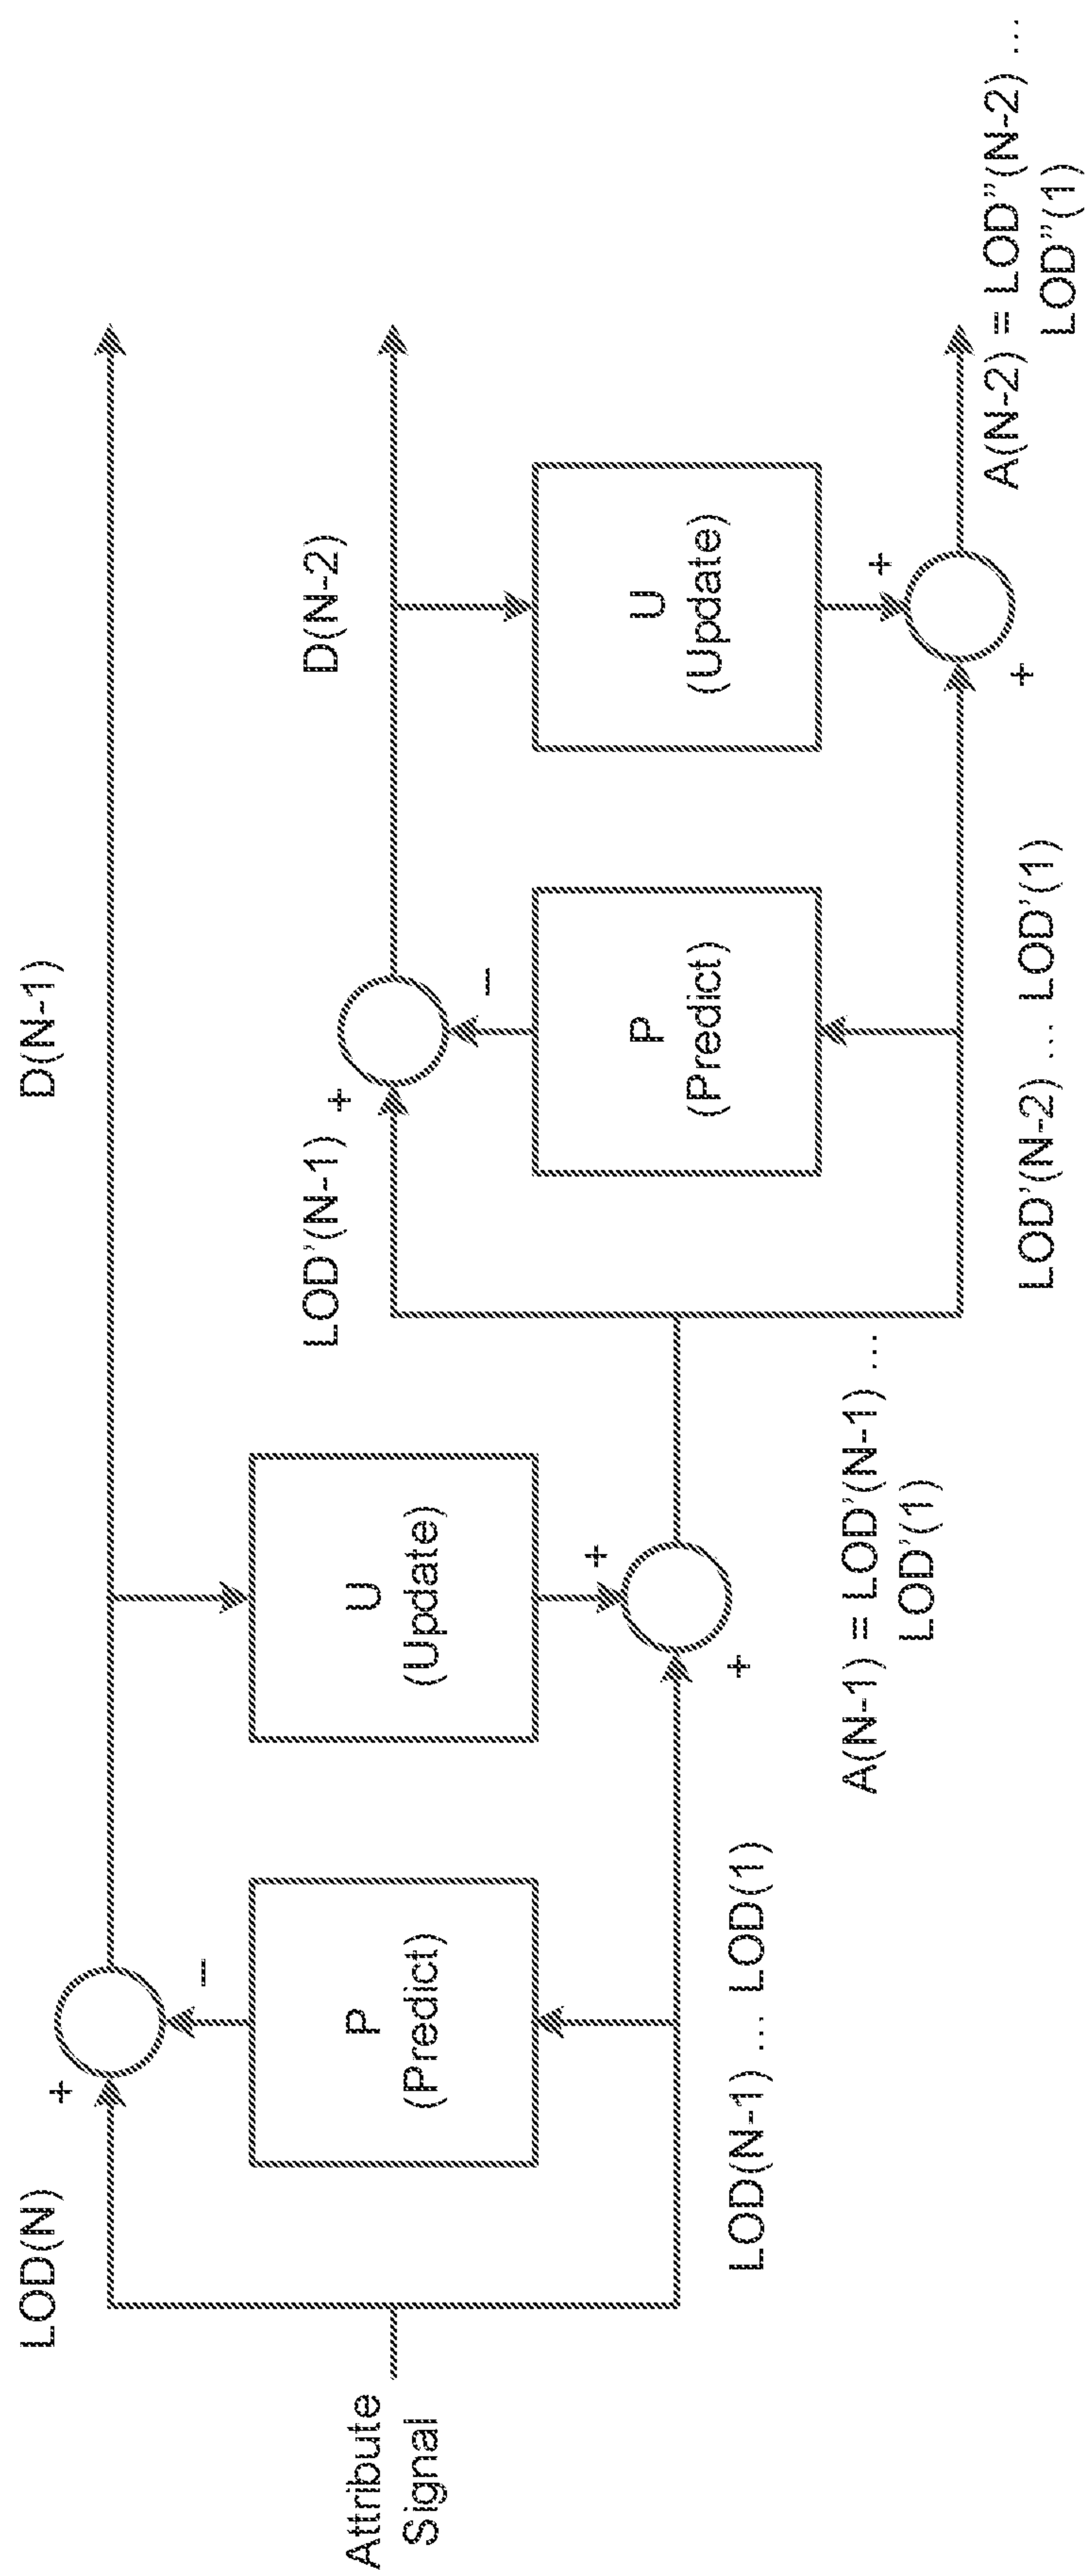 LOD(N)
D(N-1)
+
−
P
(Predict)
U
(Update)
+
+
Attribute
Signal
LOD(N-1) ... LOD(1)
A(N-1) = LOD’(N-1) ...
LOD’(1)
LOD’(N-1)
+
−
D(N-2)
P
(Predict)
U
(Update)
+
+
LOD’(N-2) ... LOD’(1)
A(N-2) = LOD”(N-2) ...
LOD”(1)